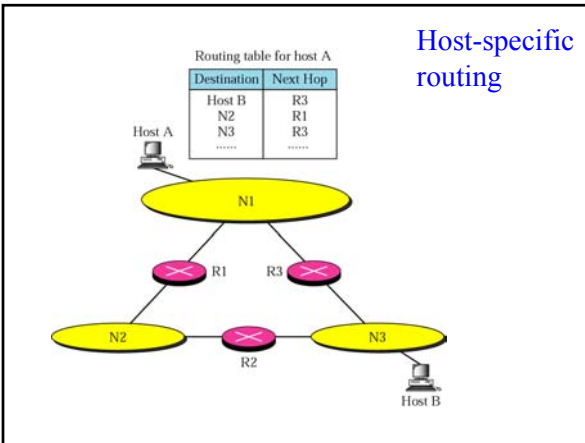 Host-specific
routing
Routing table for host A
Destination Next Hop
Host B R3
N2 R1
N3 R3
...... ......
Host A
N1
R1 R3
N2 N3
R2
Host B